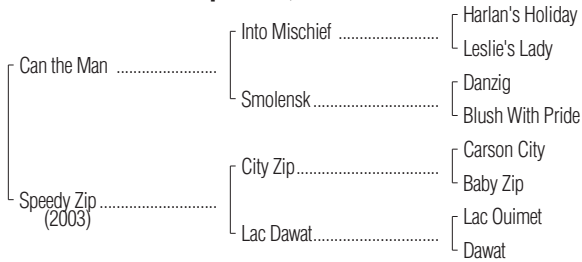 Harlan's Holiday
Into Mischief
Leslie's Lady
Can the Man
Danzig
Smolensk
Blush With Pride
Carson City
City Zip
Baby Zip
Speedy Zip
(2003)
Lac Ouimet
Lac Dawat
Dawat